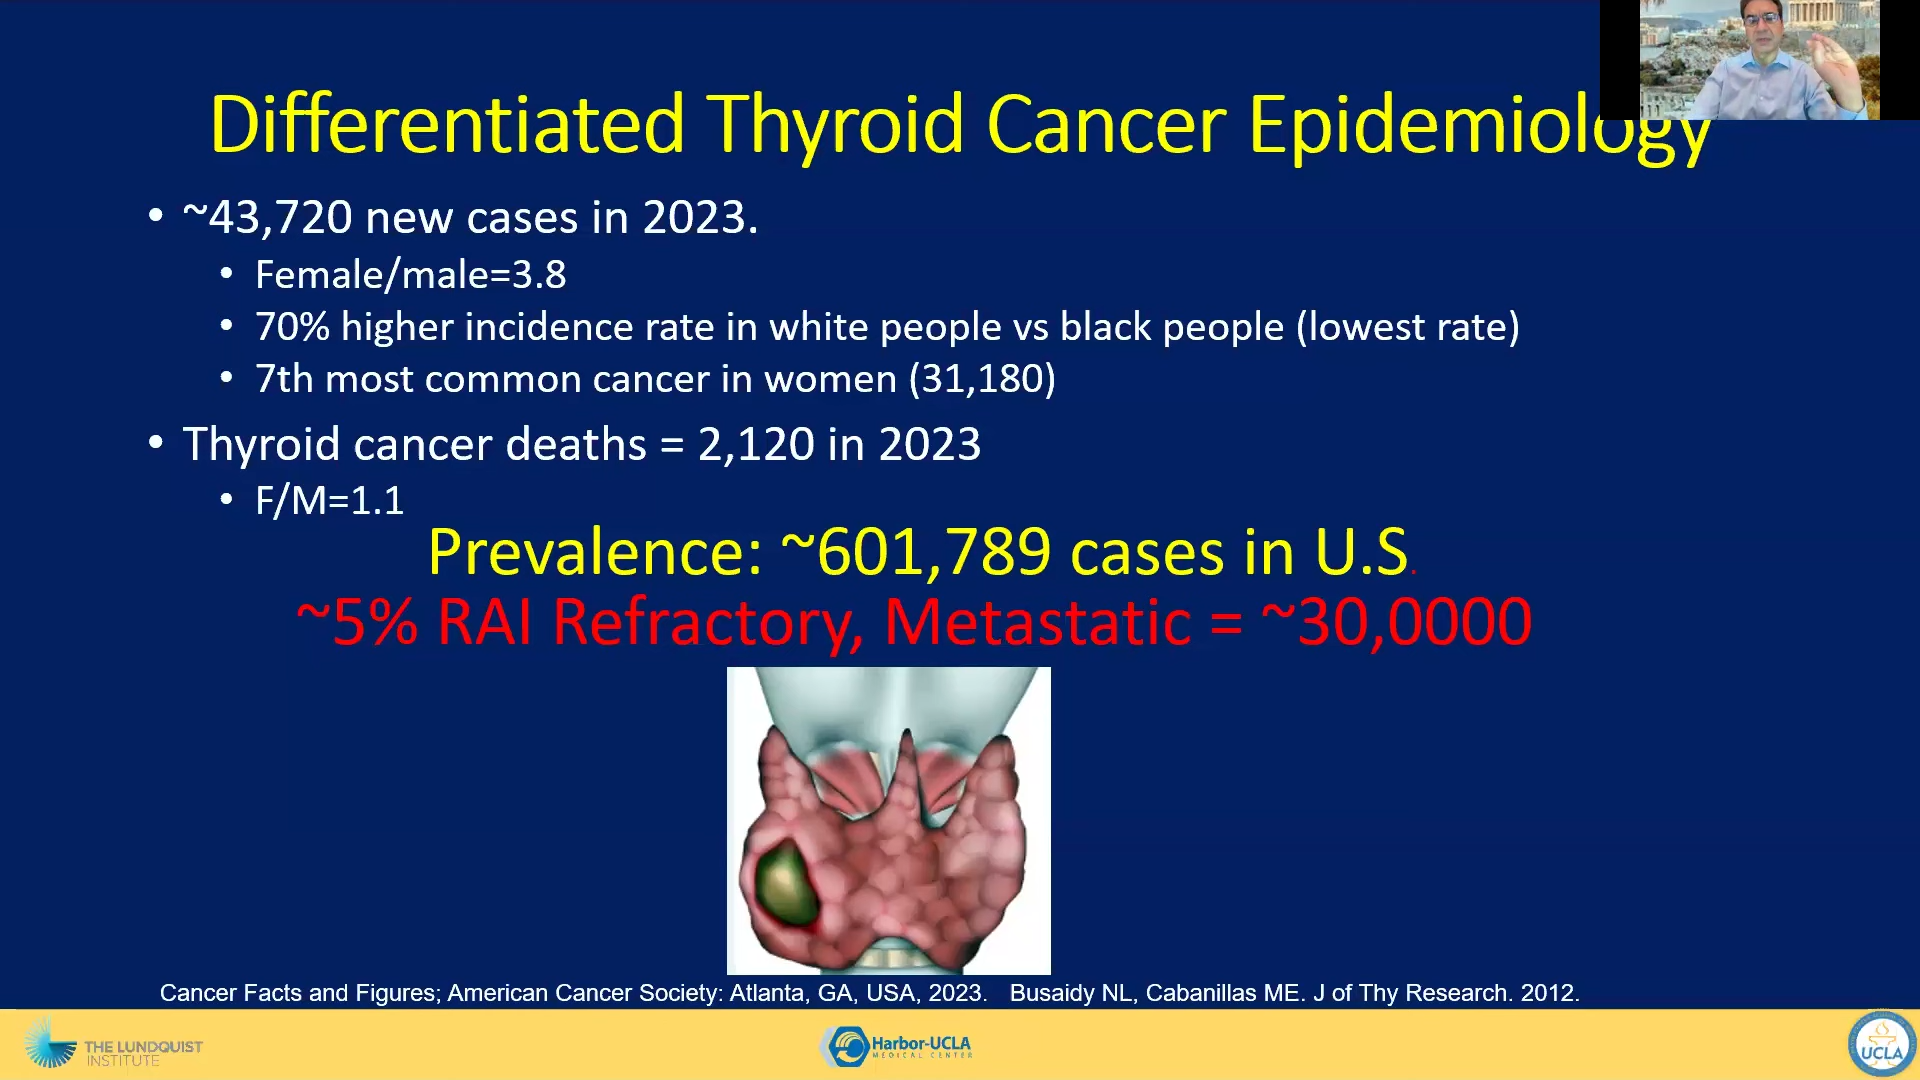 Differentiated Thyroid Cancer Epidemiology
• ~43,720 new cases in 2023.
• Female/male=3.8
• 70% higher incidence rate in white people vs black people (lowest rate)
• 7th most common cancer in women (31,180)
• Thyroid cancer deaths = 2,120 in 2023
• F/M=1.1
Prevalence: ~601,789 cases in U.S.
~5% RAI Refractory, Metastatic = ~30,0000
Cancer Facts and Figures; American Cancer Society: Atlanta, GA, USA, 2023. Busaidy NL, Cabanillas ME. J of Thy Research. 2012.
THE LUNDQUIST
INSTITUTE
Harbor-UCLA
MEDICAL CENTER
UCLA